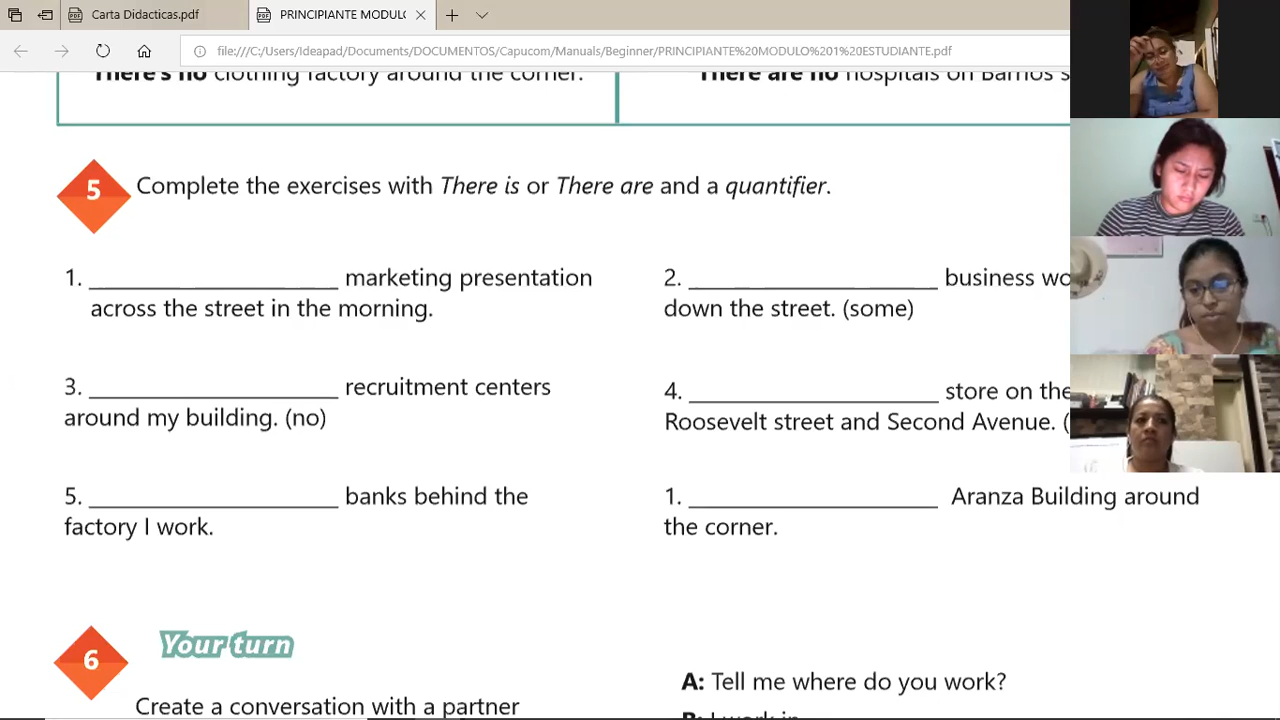 Carta Didacticas.pdf
PRINCIPIANTE MODULO
file:///C:/Users/Ideapad/Documents/DOCUMENTOS/Capucom/Manuals/Beginner/PRINCIPIANTE%20MODULO%201%20ESTUDIANTE.pdf
There's no clothing factory around the corner.
There are no hospitals on Barrios s
5
Complete the exercises with There is or There are and a quantifier.
1. ____________________ marketing presentation
across the street in the morning.
2. ____________________ business wo
down the street. (some)
3. ____________________ recruitment centers
around my building. (no)
4. ____________________ store on the
Roosevelt street and Second Avenue. (
5. ____________________ banks behind the
factory I work.
1. ____________________ Aranza Building around
the corner.
6
Your turn
Create a conversation with a partner
A: Tell me where do you work?
B: I work in